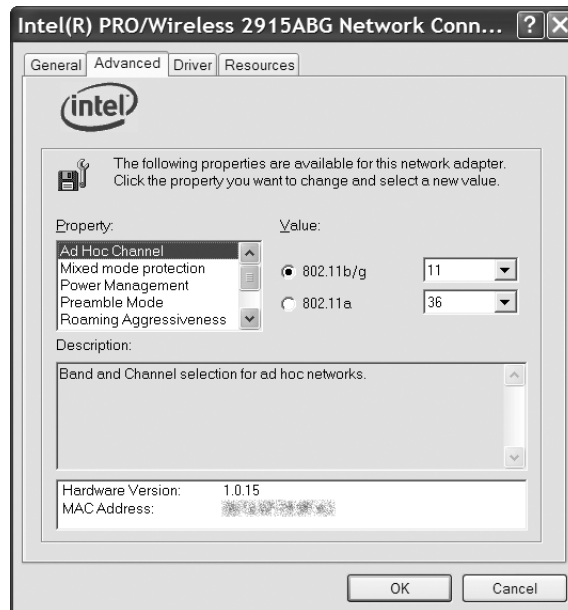 Intel(R) PRO/Wireless 2915ABG Network Conn...
General Advanced Driver Resources
intel
The following properties are available for this network adapter.
Click the property you want to change and select a new value.
Property: Value:
Ad Hoc Channel
Mixed mode protection
Power Management
Preamble Mode
Roaming Aggressiveness
802.11b/g 11
802.11a 36
Description:
Band and Channel selection for ad hoc networks.
Hardware Version: 1.0.15
MAC Address:
OK Cancel